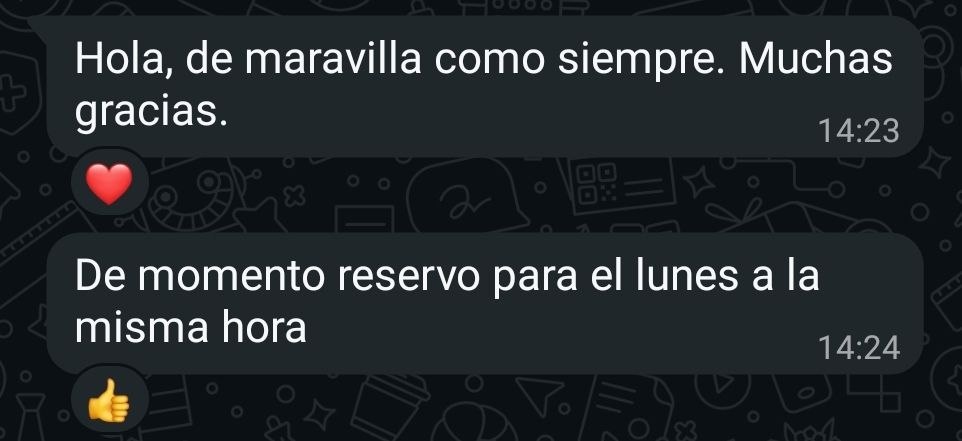 Hola, de maravilla como siempre. Muchas
gracias.
14:23
De momento reservo para el lunes a la
misma hora
14:24